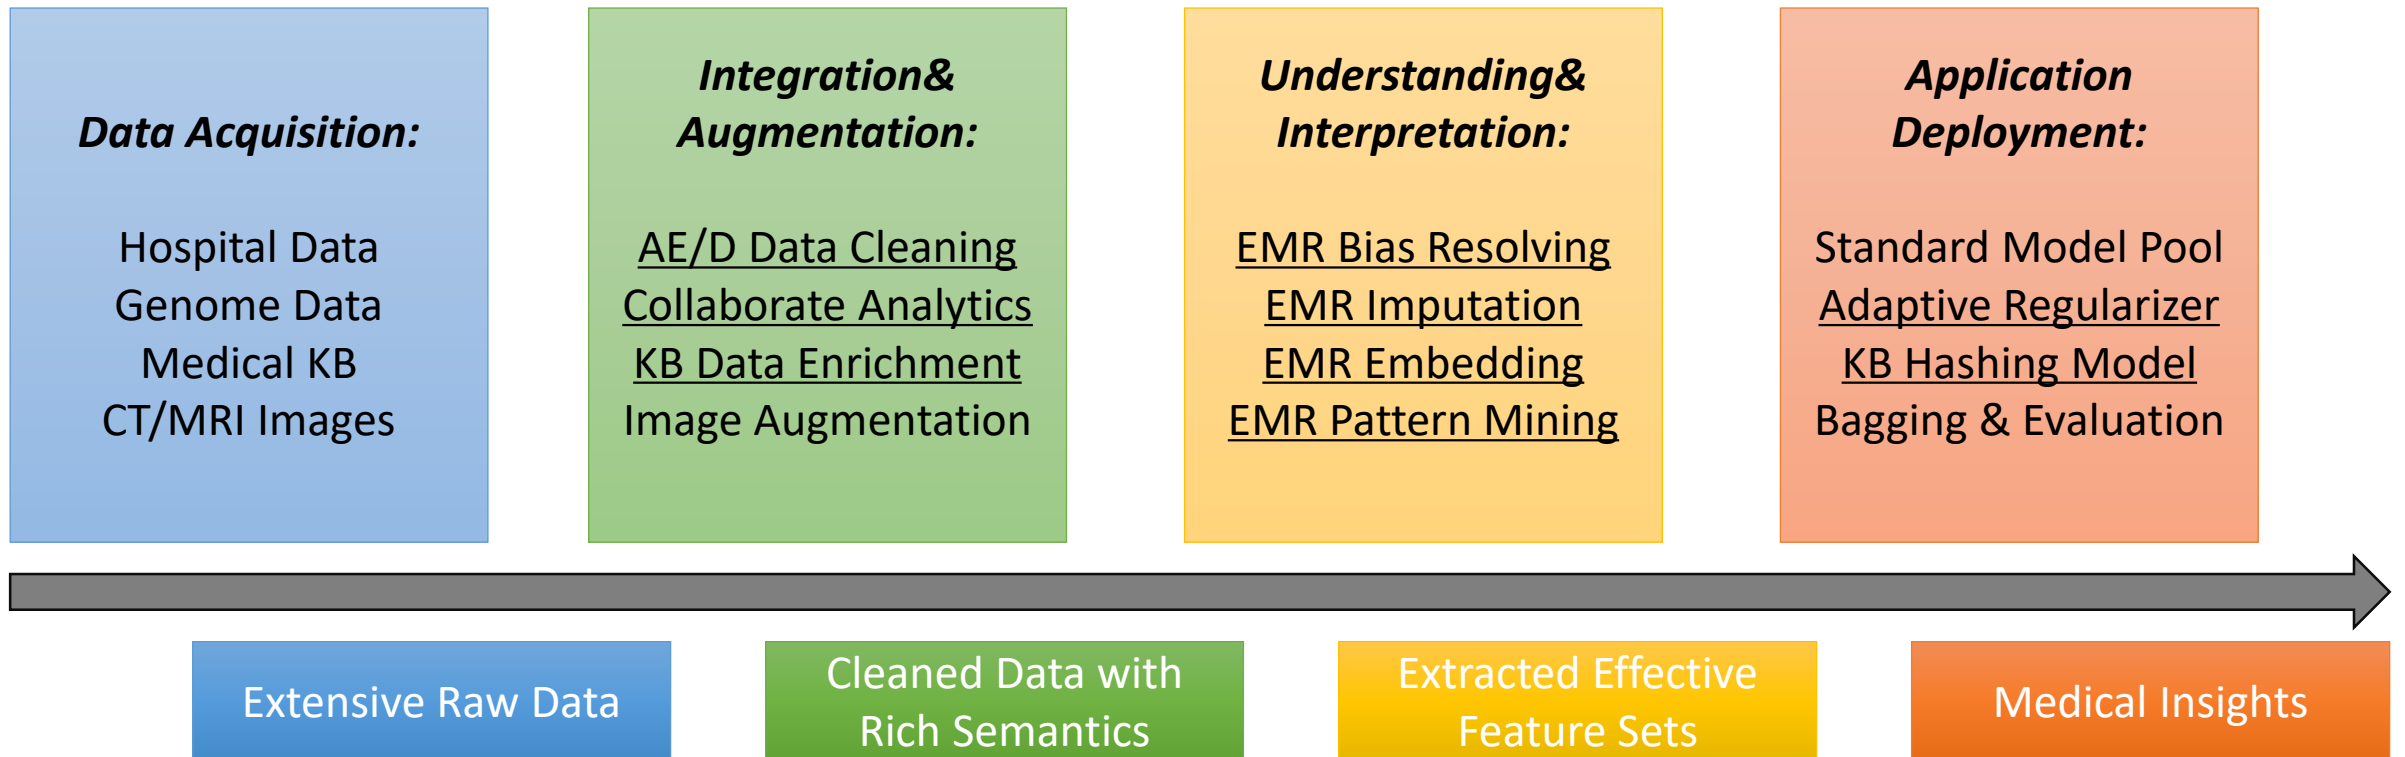 Data Acquisition:
Hospital Data
Genome Data
Medical KB
CT/MRI Images
Integration&
Augmentation:
AE/D Data Cleaning
Collaborate Analytics
KB Data Enrichment
Image Augmentation
Understanding&
Interpretation:
EMR Bias Resolving
EMR Imputation
EMR Embedding
EMR Pattern Mining
Application
Deployment:
Standard Model Pool
Adaptive Regularizer
KB Hashing Model
Bagging & Evaluation
Extensive Raw Data
Cleaned Data with
Rich Semantics
Extracted Effective
Feature Sets
Medical Insights